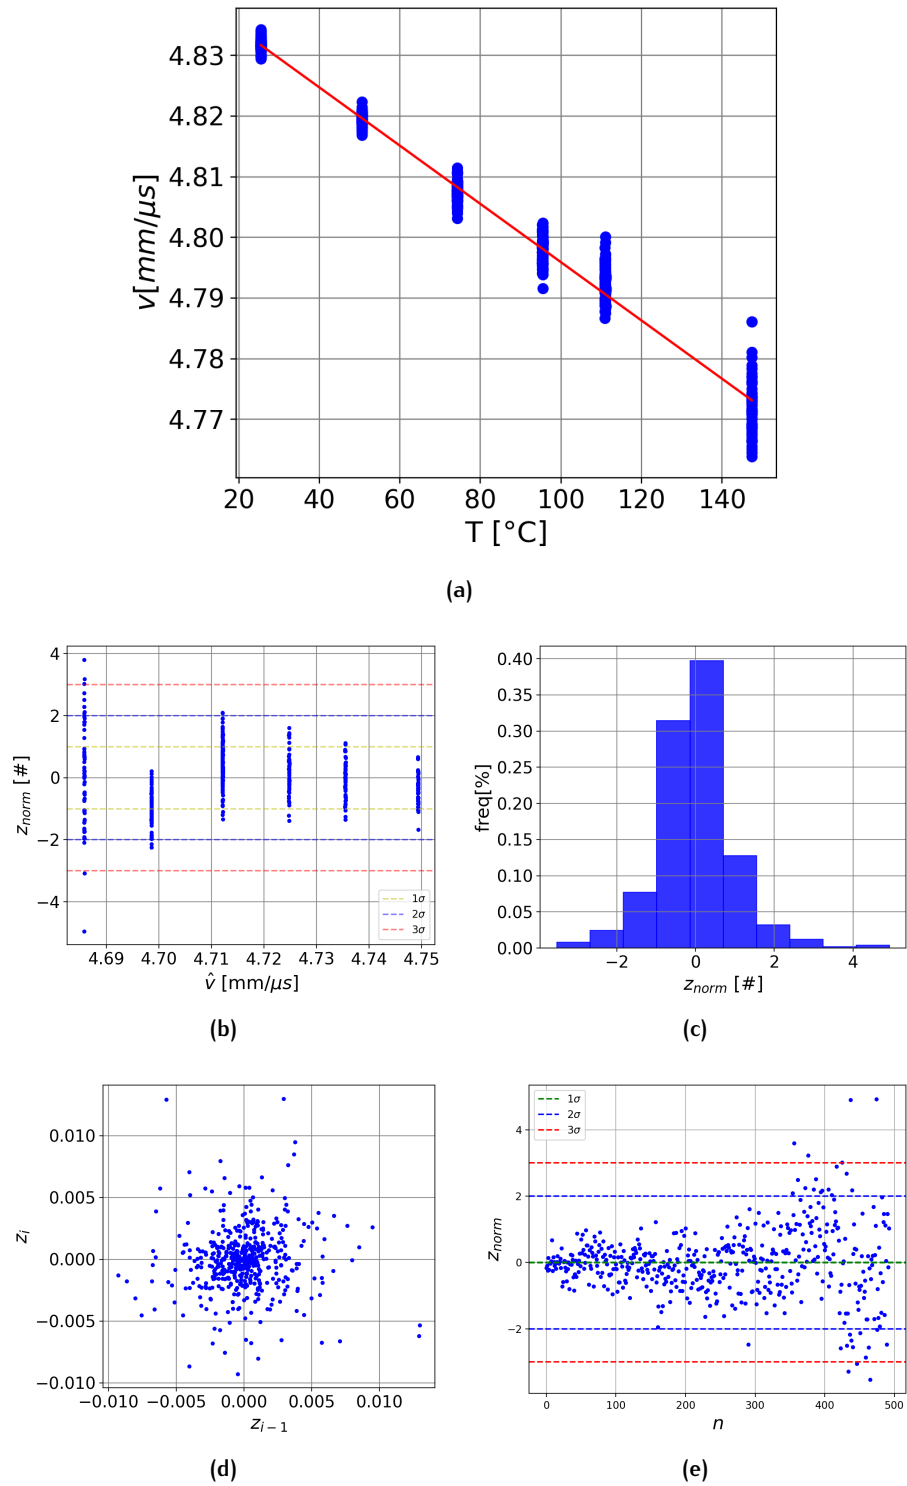 4.83
4.82
4.81
4.80
4.79
4.78
4.77
v[mm/μs]
20 40 60 80 100 120 140
T [°C]
(a)
4
2
0
−2
−4
z_norm [#]
1σ
2σ
3σ
4.69 4.70 4.71 4.72 4.73 4.74 4.75
v̂ [mm/μs]
(b)
0.40
0.35
0.30
0.25
0.20
0.15
0.10
0.05
0.00
freq[%]
−2 0 2 4
z_norm [#]
(c)
0.010
0.005
0.000
−0.005
−0.010
z_i
−0.010 −0.005 0.000 0.005 0.010
z_{i−1}
(d)
1σ
2σ
3σ
4
2
0
−2
z_norm
0 100 200 300 400 500
n
(e)